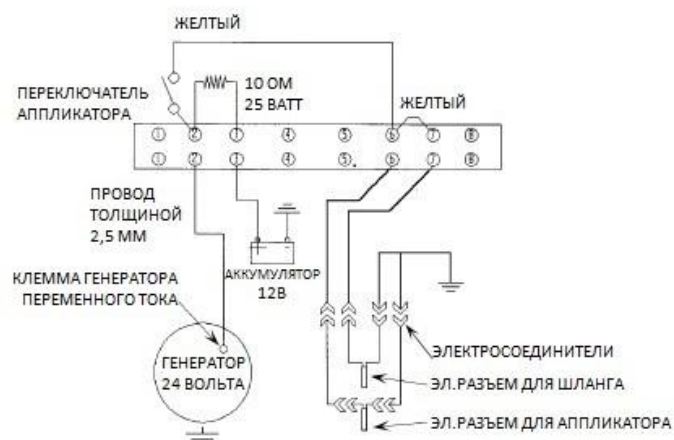 ЖЕЛТЫЙ
10 ОМ
25 ВАТТ
ПЕРЕКЛЮЧАТЕЛЬ
АППЛИКАТОРА
ЖЕЛТЫЙ
1 2 3 4 5 6 7 8
1 2 3 4 5. 6 7 8
ПРОВОД
ТОЛЩИНОЙ
2,5 ММ
- +
АККУМУЛЯТОР
12В
КЛЕММА ГЕНЕРАТОРА
ПЕРЕМЕННОГО ТОКА
ГЕНЕРАТОР
24 ВОЛЬТА
ЭЛЕКТРОСОЕДИНИТЕЛИ
ЭЛ.РАЗЪЕМ ДЛЯ ШЛАНГА
ЭЛ.РАЗЪЕМ ДЛЯ АППЛИКАТОРА